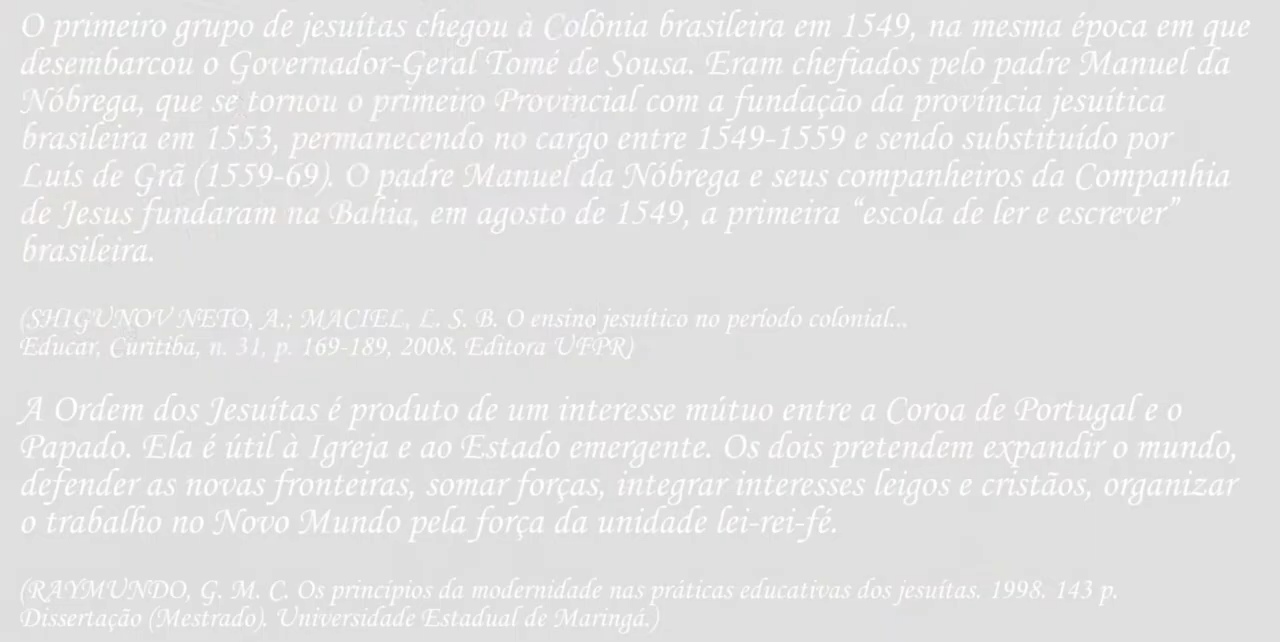 O primeiro grupo de jesuítas chegou à Colônia brasileira em 1549, na mesma época em que
desembarcou o Governador-Geral Tomé de Sousa. Eram chefiados pelo padre Manuel da
Nóbrega, que se tornou o primeiro Provincial com a fundação da província jesuítica
brasileira em 1553, permanecendo no cargo entre 1549-1559 e sendo substituído por
Luís de Grã (1559-69). O padre Manuel da Nóbrega e seus companheiros da Companhia
de Jesus fundaram na Bahia, em agosto de 1549, a primeira “escola de ler e escrever”
brasileira.
(SHIGUNOV NETO, A.; MACIEL, L. S. B. O ensino jesuítico no período colonial...
Educar, Curitiba, n. 31, p. 169-189, 2008. Editora UFPR)
A Ordem dos Jesuítas é produto de um interesse mútuo entre a Coroa de Portugal e o
Papado. Ela é útil à Igreja e ao Estado emergente. Os dois pretendem expandir o mundo,
defender as novas fronteiras, somar forças, integrar interesses leigos e cristãos, organizar
o trabalho no Novo Mundo pela força da unidade lei-rei-fé.
(RAYMUNDO, G. M. C. Os princípios da modernidade nas práticas educativas dos jesuítas. 1998. 143 p.
Dissertação (Mestrado). Universidade Estadual de Maringá.)